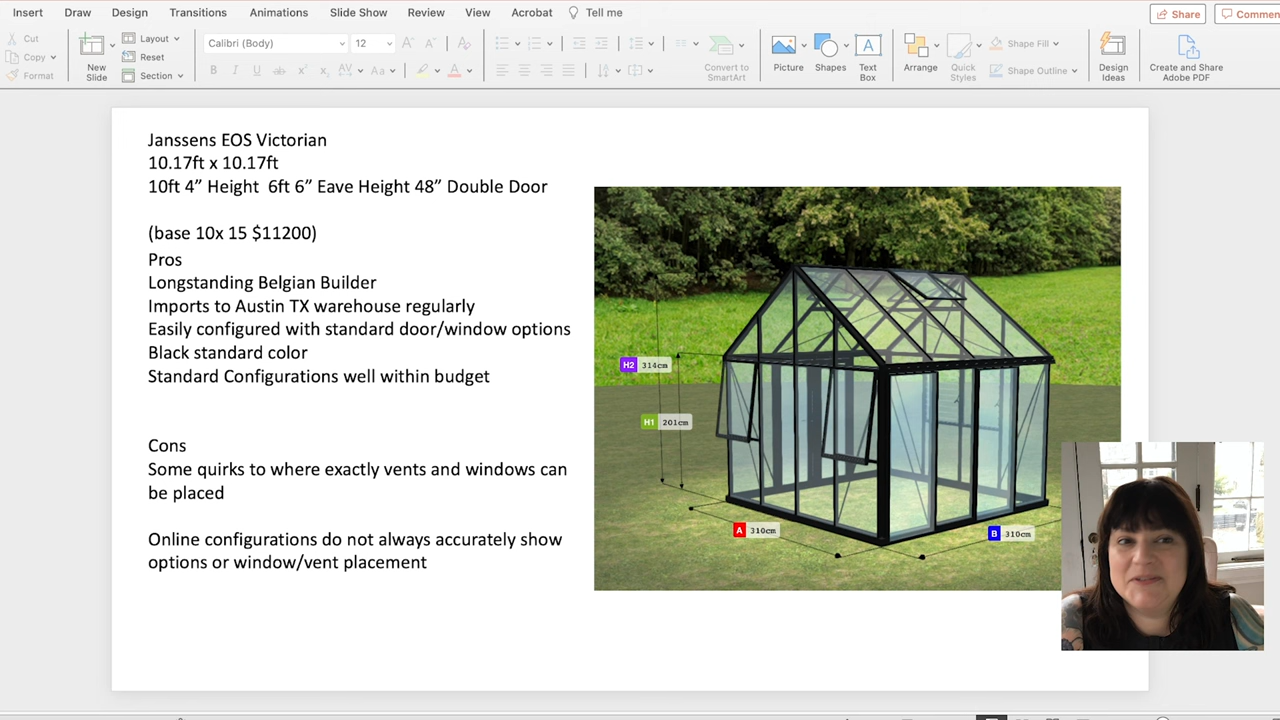 Insert Draw Design Transitions Animations Slide Show Review View Acrobat Tell me Share
Cut
Copy
Format
New Slide
Layout
Reset
Section
Calibri (Body) 12
B I U ab x Aa A
Convert to SmartArt
Picture
Shapes
A
Text Box
Arrange
Quick Styles
Shape Fill
Shape Outline
Design Ideas
Create and Share Adobe PDF
Janssens EOS Victorian
10.17ft x 10.17ft
10ft 4” Height 6ft 6” Eave Height 48” Double Door
(base 10x 15 $11200)
Pros
Longstanding Belgian Builder
Imports to Austin TX warehouse regularly
Easily configured with standard door/window options
Black standard color
Standard Configurations well within budget
Cons
Some quirks to where exactly vents and windows can
be placed
Online configurations do not always accurately show
options or window/vent placement
H2 314cm
H1 201cm
A 310cm
B 310cm